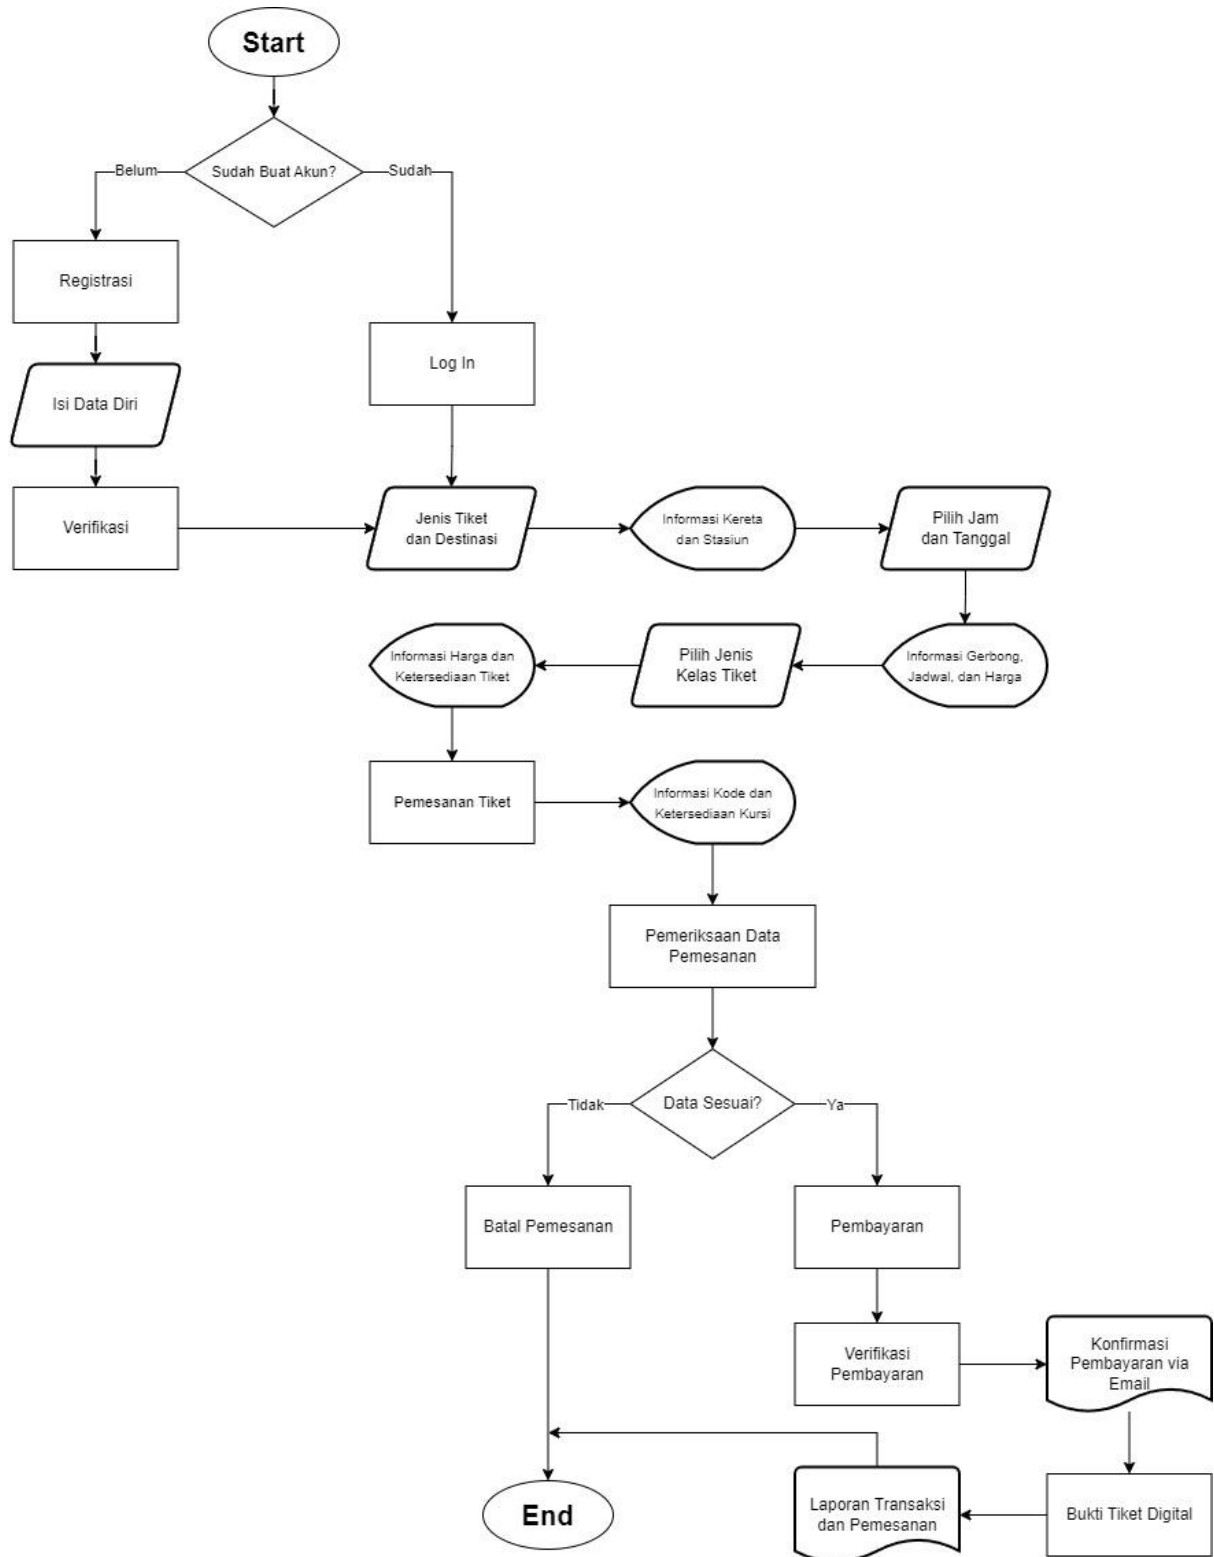 Start
Sudah Buat Akun?
Belum
Sudah
Registrasi
Log In
Isi Data Diri
Verifikasi
Jenis Tiket
dan Destinasi
Informasi Kereta
dan Stasiun
Pilih Jam
dan Tanggal
Informasi Gerbong,
Jadwal, dan Harga
Pilih Jenis
Kelas Tiket
Informasi Harga dan
Ketersediaan Tiket
Pemesanan Tiket
Informasi Kode dan
Ketersediaan Kursi
Pemeriksaan Data
Pemesanan
Data Sesuai?
Tidak
Ya
Batal Pemesanan
Pembayaran
Verifikasi
Pembayaran
Konfirmasi
Pembayaran via
Email
Bukti Tiket Digital
Laporan Transaksi
dan Pemesanan
End